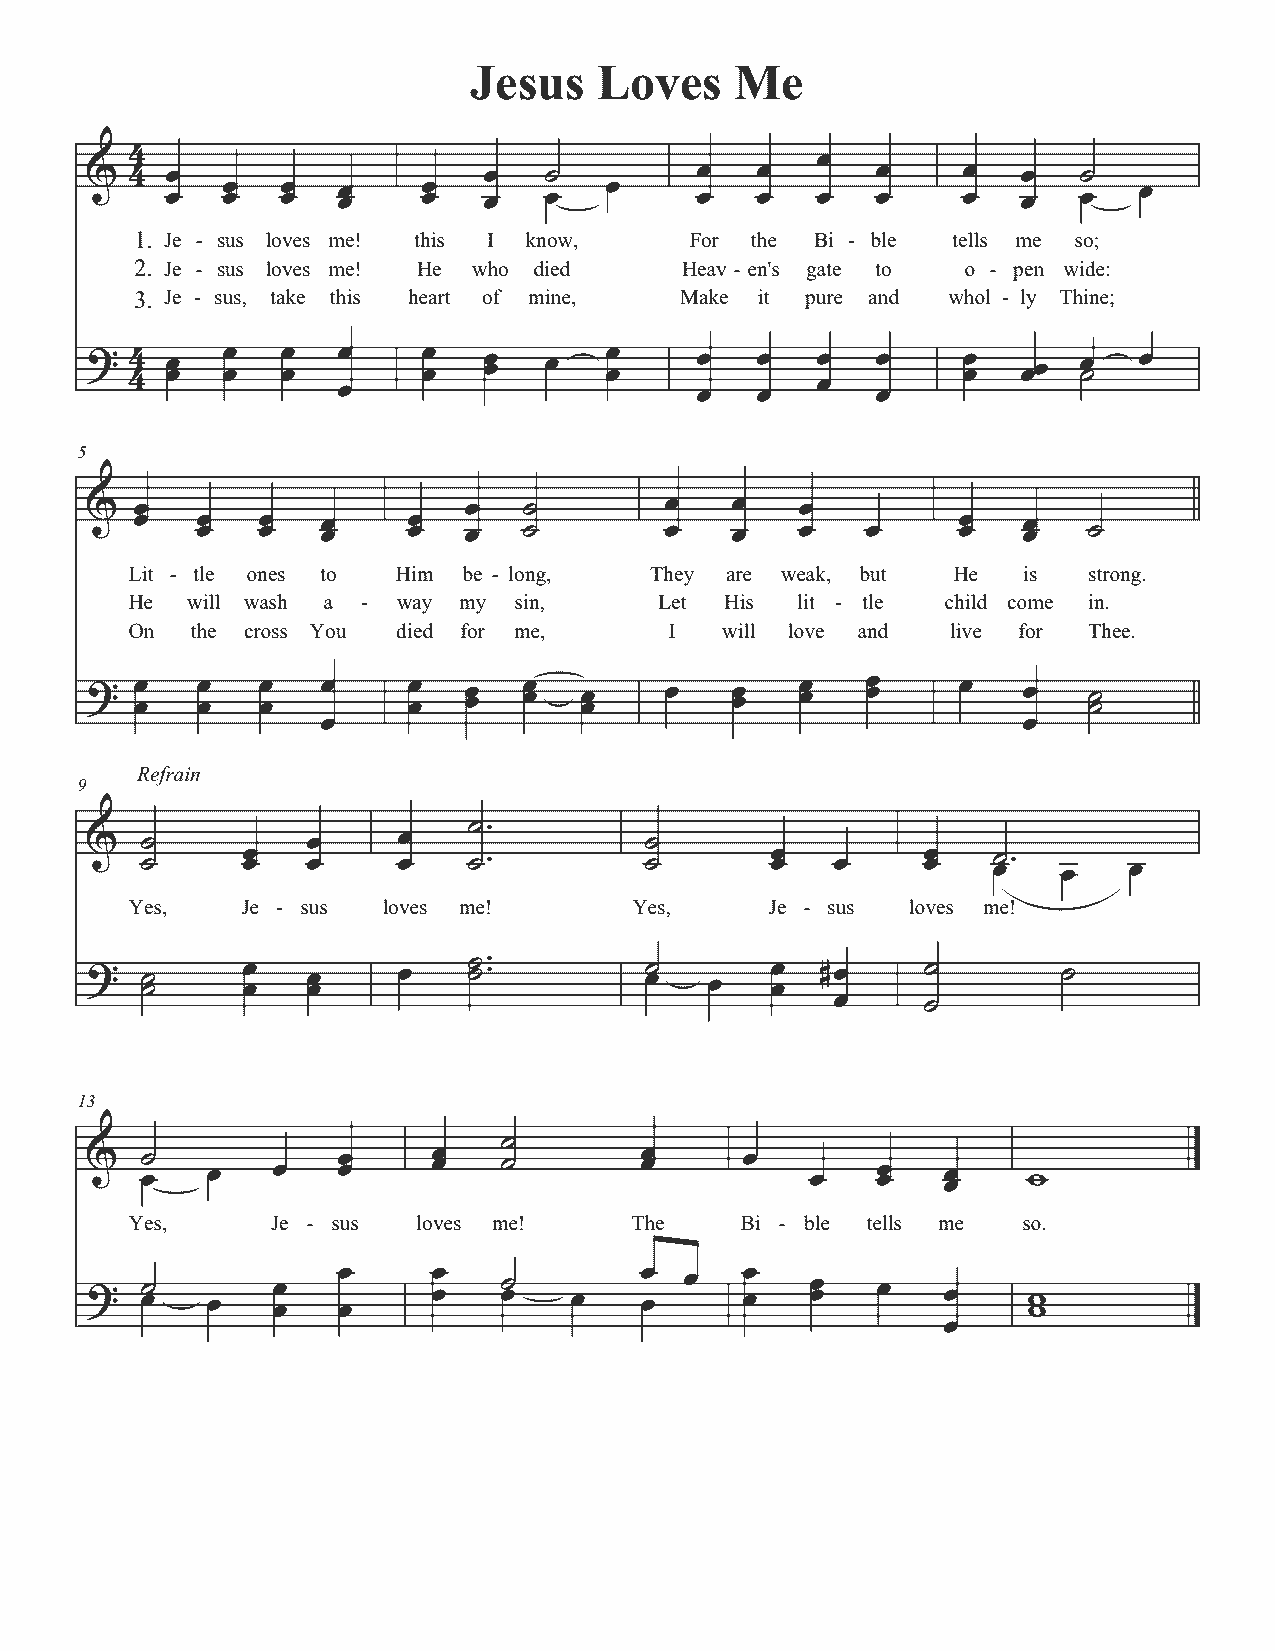 Jesus Loves Me
1. Je - sus loves me! this I know, For the Bi - ble tells me so;
2. Je - sus loves me! He who died Heav - en's gate to o - pen wide:
3. Je - sus, take this heart of mine, Make it pure and whol - ly Thine;
5
Lit - tle ones to Him be - long, They are weak, but He is strong.
He will wash a - way my sin, Let His lit - tle child come in.
On the cross You died for me, I will love and live for Thee.
Refrain
9
Yes, Je - sus loves me! Yes, Je - sus loves me!
13
Yes, Je - sus loves me! The Bi - ble tells me so.